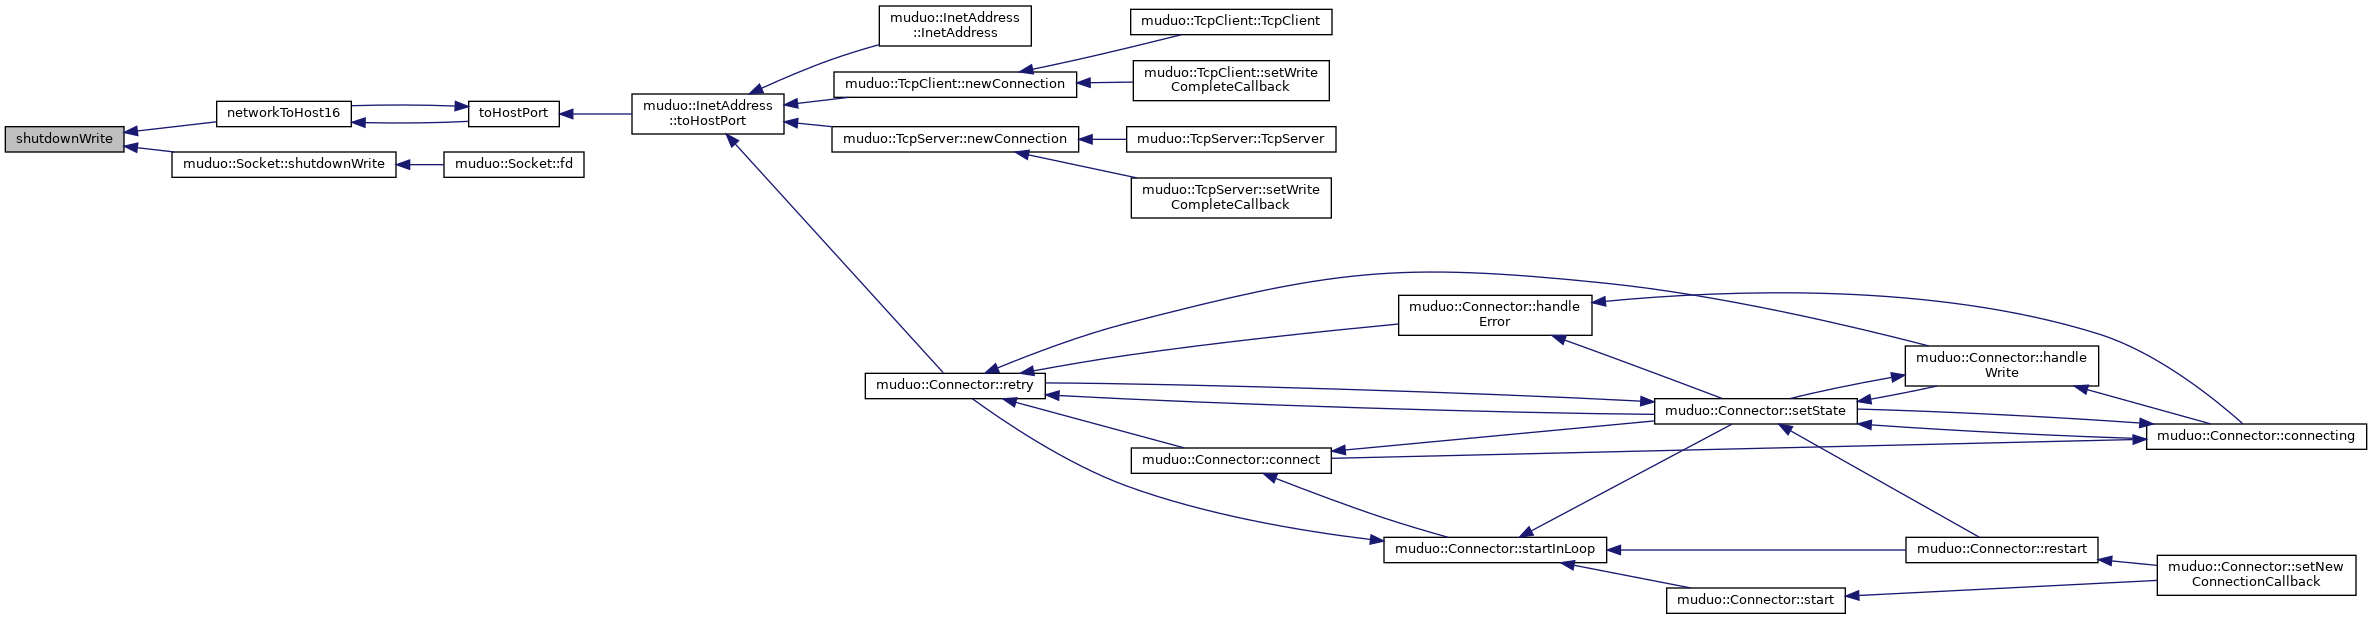 shutdownWrite
networkToHost16
muduo::Socket::shutdownWrite
toHostPort
muduo::Socket::fd
muduo::InetAddress
::toHostPort
muduo::InetAddress
::InetAddress
muduo::TcpClient::newConnection
muduo::TcpServer::newConnection
muduo::TcpClient::TcpClient
muduo::TcpClient::setWrite
CompleteCallback
muduo::TcpServer::TcpServer
muduo::TcpServer::setWrite
CompleteCallback
muduo::Connector::retry
muduo::Connector::handle
Error
muduo::Connector::handle
Write
muduo::Connector::setState
muduo::Connector::connecting
muduo::Connector::connect
muduo::Connector::startInLoop
muduo::Connector::restart
muduo::Connector::start
muduo::Connector::setNew
ConnectionCallback